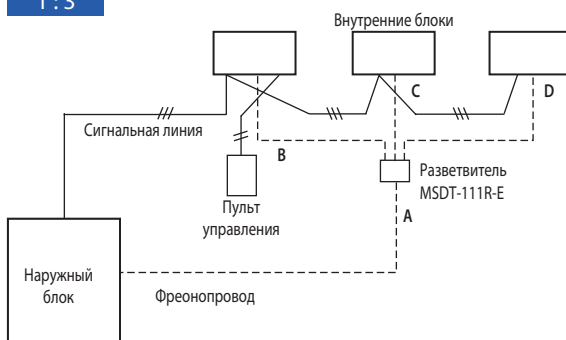 1 : 3
Внутренние блоки
C
D
Сигнальная линия
B
Разветвитель
MSDT-111R-E
Пульт
управления
A
Наружный
блок
Фреонопровод